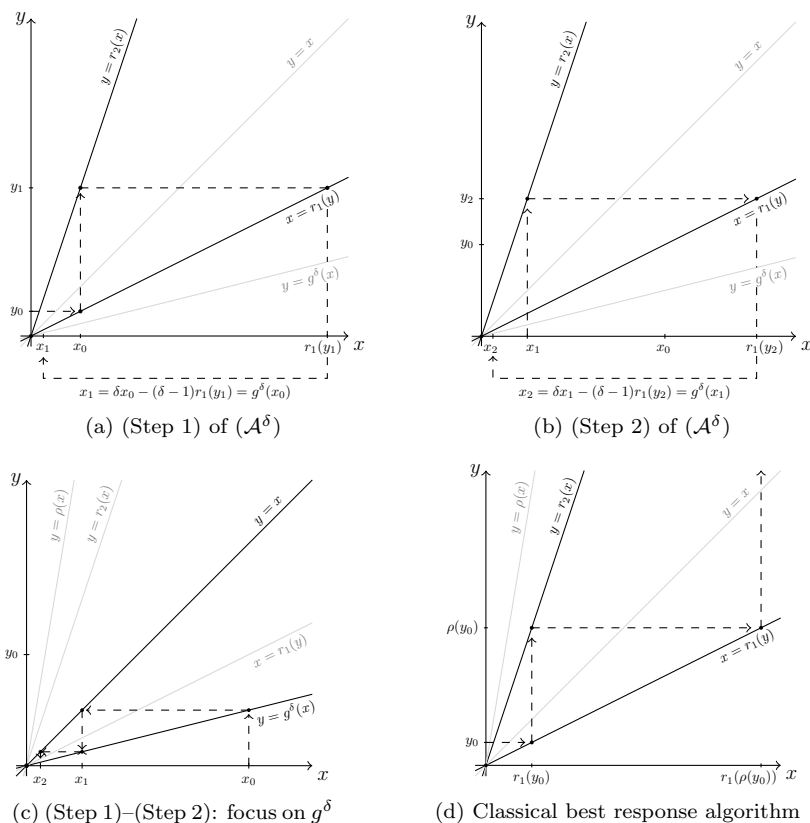 y
y = r₂(x)
y = x
y₁
x = r₁(y)
y = g^δ(x)
y₀
x₁
x₀
r₁(y₁)
x
x₁ = δx₀ − (δ − 1)r₁(y₁) = g^δ(x₀)
(a) (Step 1) of (𝒜^δ)
y
y = r₂(x)
y = x
y₂
x = r₁(y)
y₀
y = g^δ(x)
x₂
x₁
x₀
r₁(y₂)
x
x₂ = δx₁ − (δ − 1)r₁(y₂) = g^δ(x₁)
(b) (Step 2) of (𝒜^δ)
y
y = ρ(x)
y = r₂(x)
y = x
y₀
x = r₁(y)
y = g^δ(x)
x₂
x₁
x₀
x
(c) (Step 1)–(Step 2): focus on g^δ
y
y = ρ(x)
y = r₂(x)
y = x
ρ(y₀)
x = r₁(y)
y₀
r₁(y₀)
r₁(ρ(y₀))
x
(d) Classical best response algorithm